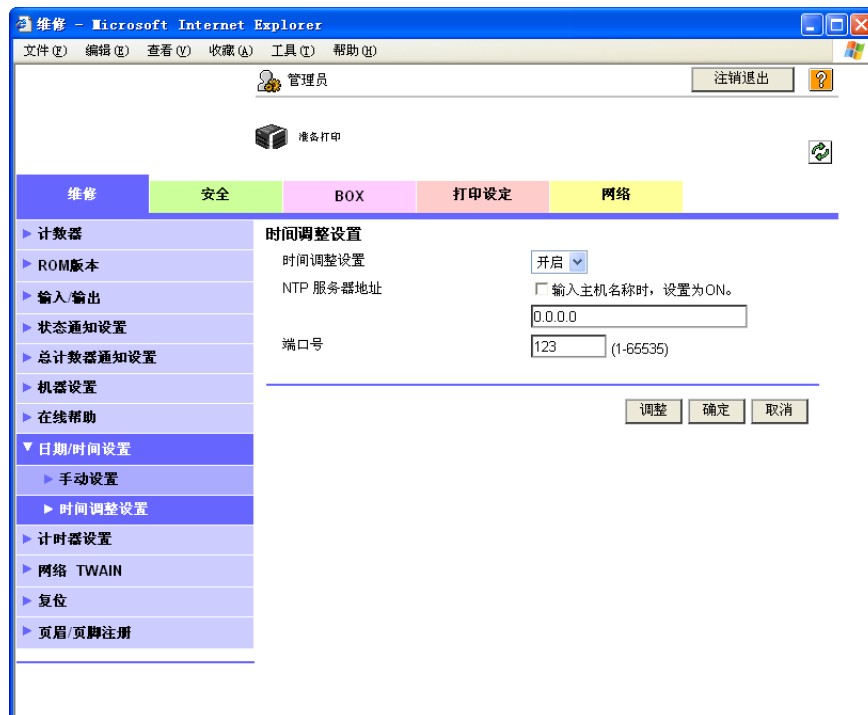 维修 - Microsoft Internet Explorer
文件(F) 编辑(E) 查看(V) 收藏(A) 工具(T) 帮助(H)
管理员 注销退出 ?
准备打印
维修 安全 BOX 打印设定 网络
计数器
ROM版本
输入/输出
状态通知设置
总计数器通知设置
机器设置
在线帮助
日期/时间设置
手动设置
时间调整设置
计时器设置
网络 TWAIN
复位
页眉/页脚注册
时间调整设置
时间调整设置 开启
NTP 服务器地址 输入主机名称时，设置为ON。
0.0.0.0
端口号 123 (1-65535)
调整 确定 取消